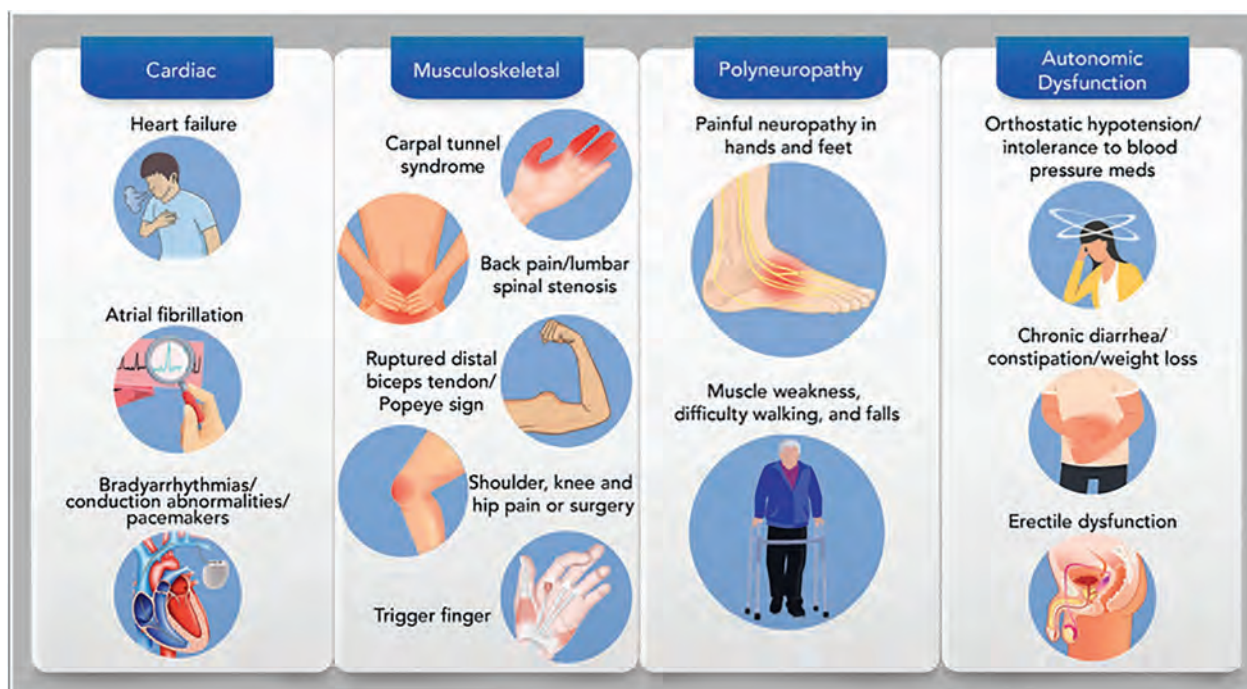 Cardiac
Heart failure
Atrial fibrillation
Bradyarrhythmias/
conduction abnormalities/
pacemakers
Musculoskeletal
Carpal tunnel
syndrome
Back pain/lumbar
spinal stenosis
Ruptured distal
biceps tendon/
Popeye sign
Shoulder, knee and
hip pain or surgery
Trigger finger
Polyneuropathy
Painful neuropathy in
hands and feet
Muscle weakness,
difficulty walking, and falls
Autonomic
Dysfunction
Orthostatic hypotension/
intolerance to blood
pressure meds
Chronic diarrhea/
constipation/weight loss
Erectile dysfunction